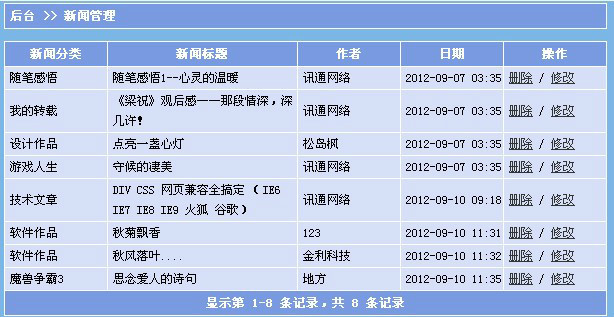 后台 >> 新闻管理
新闻分类 新闻标题 作者 日期 操作
随笔感悟 随笔感悟1--心灵的温暖 讯通网络 2012-09-07 03:35 删除 / 修改
我的转载 《梁祝》观后感——那段情深，深 讯通网络 2012-09-07 03:35 删除 / 修改
几许！
设计作品 点亮一盏心灯 松岛枫 2012-09-07 03:35 删除 / 修改
游戏人生 守候的凄美 讯通网络 2012-09-07 03:35 删除 / 修改
技术文章 DIV CSS 网页兼容全搞定 （IE6 讯通网络 2012-09-10 09:18 删除 / 修改
IE7 IE8 IE9 火狐 谷歌）
软件作品 秋菊飘香 123 2012-09-10 11:31 删除 / 修改
软件作品 秋风落叶.... 金利科技 2012-09-10 11:32 删除 / 修改
魔兽争霸3 思念爱人的诗句 地方 2012-09-10 11:35 删除 / 修改
显示第 1-8 条记录，共 8 条记录